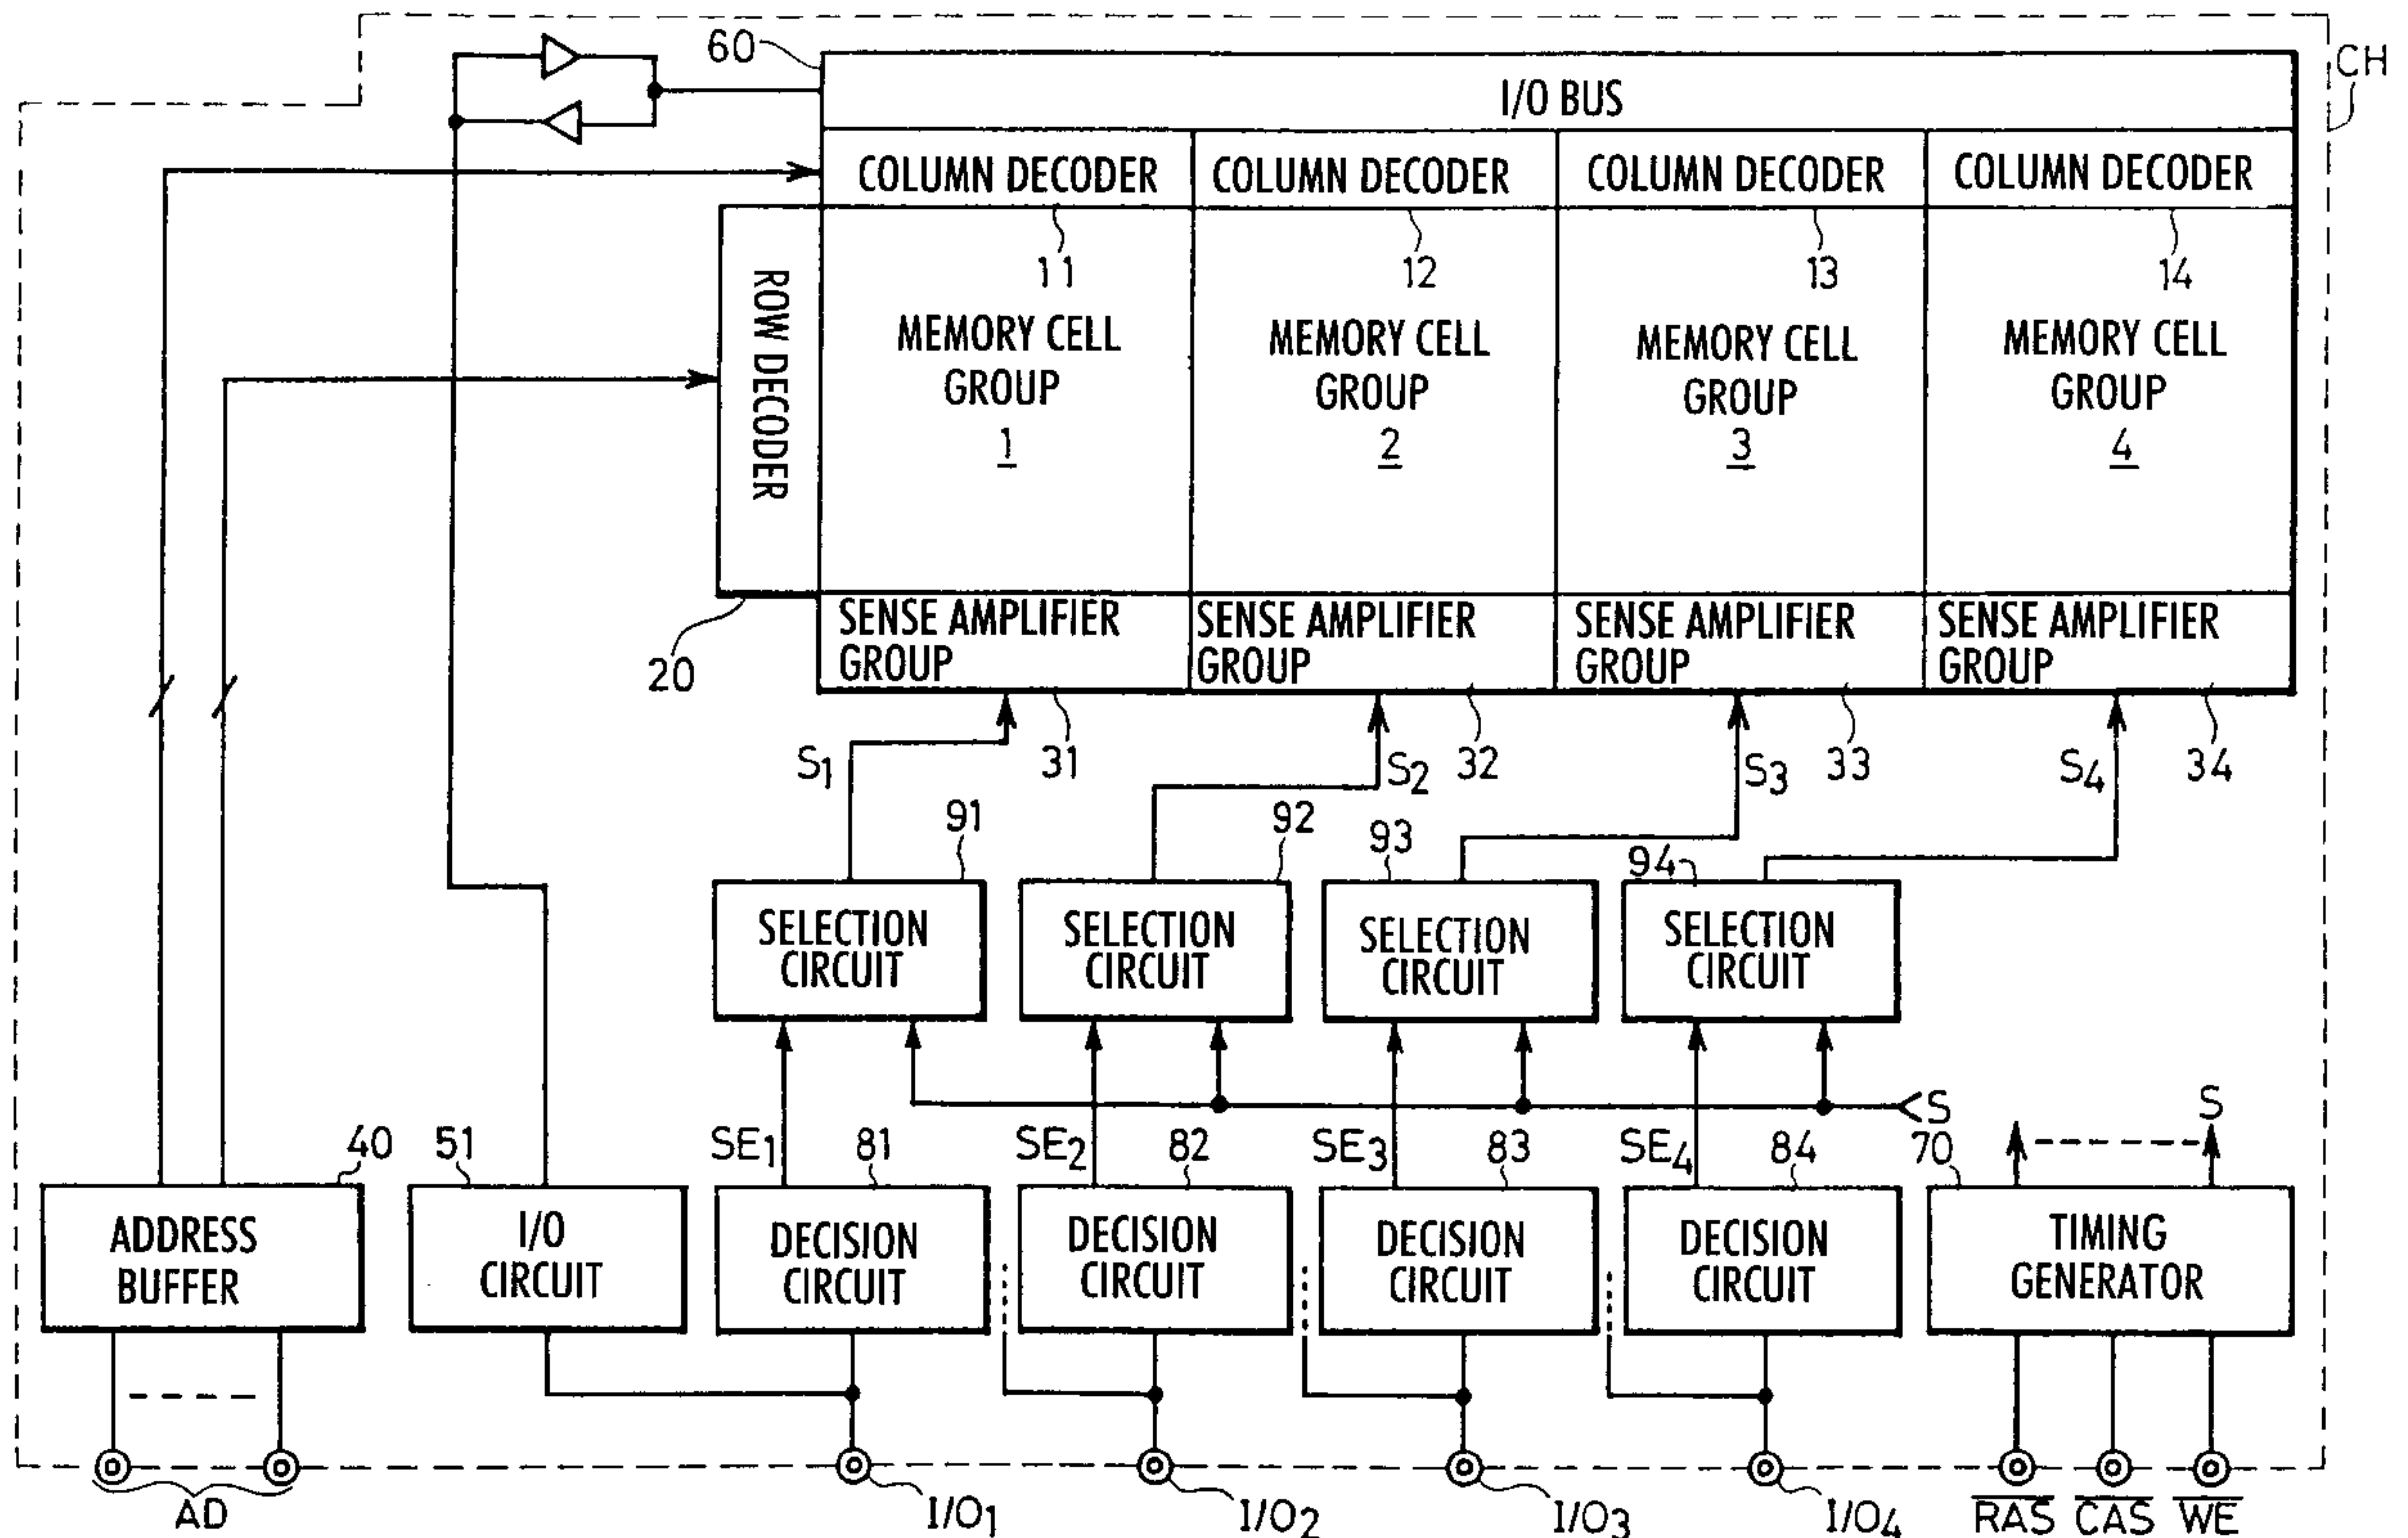 60
CH
I/O BUS
COLUMN DECODER
COLUMN DECODER
COLUMN DECODER
COLUMN DECODER
11
12
13
14
ROW DECODER
MEMORY CELL
GROUP
1
MEMORY CELL
GROUP
2
MEMORY CELL
GROUP
3
MEMORY CELL
GROUP
4
SENSE AMPLIFIER
GROUP
SENSE AMPLIFIER
GROUP
SENSE AMPLIFIER
GROUP
SENSE AMPLIFIER
GROUP
20
S1
31
S2
32
S3
33
S4
34
91
92
93
94
SELECTION
CIRCUIT
SELECTION
CIRCUIT
SELECTION
CIRCUIT
SELECTION
CIRCUIT
S
S
40
51
SE1
81
SE2
82
SE3
83
SE4
84
70
ADDRESS
BUFFER
I/O
CIRCUIT
DECISION
CIRCUIT
DECISION
CIRCUIT
DECISION
CIRCUIT
DECISION
CIRCUIT
TIMING
GENERATOR
AD
I/O1
I/O2
I/O3
I/O4
R̅A̅S̅
C̅A̅S̅
W̅E̅